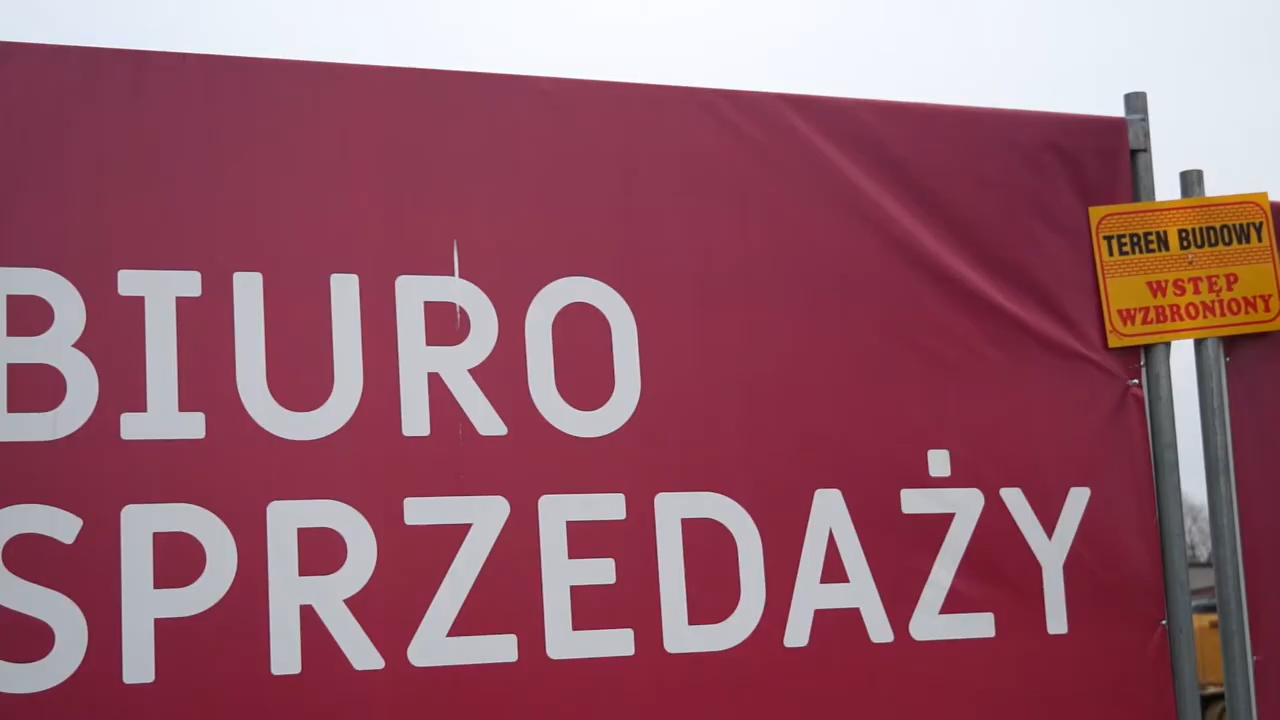 BIURO
SPRZEDAŻY
TEREN BUDOWY
WSTĘP
WZBRONIONY